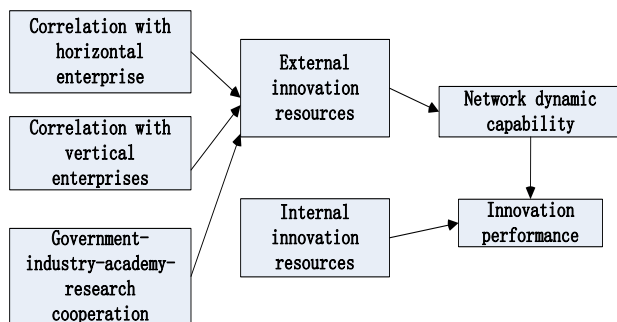 Correlation with
horizontal
enterprise
Correlation with
vertical
enterprises
Government-
industry-academy-
research
cooperation
External
innovation
resources
Internal
innovation
resources
Network dynamic
capability
Innovation
performance